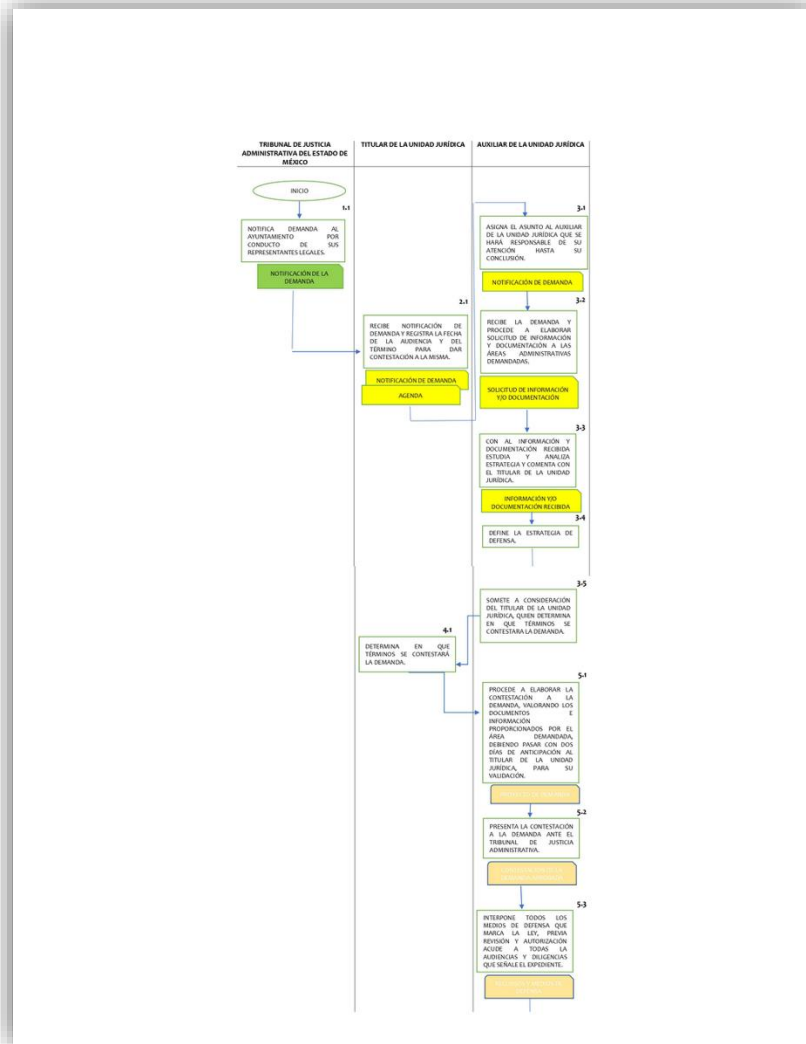 TRIBUNAL DE JUSTICIA
ADMINISTRATIVA DEL ESTADO DE
MÉXICO
TITULAR DE LA UNIDAD JURÍDICA
AUXILIAR DE LA UNIDAD JURÍDICA
INICIO
1.1
NOTIFICA DEMANDA AL
AYUNTAMIENTO POR
CONDUCTO DE SUS
REPRESENTANTES LEGALES.
NOTIFICACIÓN DE LA
DEMANDA
2.1
RECIBE NOTIFICACIÓN DE
DEMANDA Y REGISTRA LA FECHA
DE LA AUDIENCIA Y DEL
TÉRMINO PARA DAR
CONTESTACIÓN A LA MISMA.
NOTIFICACIÓN DE DEMANDA
AGENDA
3.1
ASIGNA EL ASUNTO AL AUXILIAR
DE LA UNIDAD JURÍDICA QUE SE
HARÁ RESPONSABLE DE SU
ATENCIÓN HASTA SU
CONCLUSIÓN.
NOTIFICACIÓN DE DEMANDA
3.2
RECIBE LA DEMANDA Y
PROCEDE A ELABORAR
SOLICITUD DE INFORMACIÓN
Y DOCUMENTACIÓN A LAS
ÁREAS ADMINISTRATIVAS
DEMANDADAS.
SOLICITUD DE INFORMACIÓN
Y/O DOCUMENTACIÓN
3.3
CON AL INFORMACIÓN Y
DOCUMENTACIÓN RECIBIDA
ESTUDIA Y ANALIZA
ESTRATEGIA Y COMENTA CON
EL TITULAR DE LA UNIDAD
JURÍDICA.
INFORMACIÓN Y/O
DOCUMENTACIÓN RECIBIDA
3.4
DEFINE LA ESTRATEGIA DE
DEFENSA.
3.5
SOMETE A CONSIDERACIÓN
DEL TITULAR DE LA UNIDAD
JURÍDICA, QUIEN DETERMINA
EN QUE TÉRMINOS SE
CONTESTARA LA DEMANDA.
4.1
DETERMINA EN QUE
TÉRMINOS SE CONTESTARÁ
LA DEMANDA.
5.1
PROCEDE A ELABORAR LA
CONTESTACIÓN A LA
DEMANDA, VALORANDO LOS
DOCUMENTOS E
INFORMACIÓN
PROPORCIONADOS POR EL
ÁREA DEMANDADA,
DEBIENDO PASAR CON DOS
DÍAS DE ANTICIPACIÓN AL
TITULAR DE LA UNIDAD
JURÍDICA, PARA SU
VALIDACIÓN.
5.2
PRESENTA LA CONTESTACIÓN
A LA DEMANDA ANTE EL
TRIBUNAL DE JUSTICIA
ADMINISTRATIVA.
5.3
INTERPONE TODOS LOS
MEDIOS DE DEFENSA QUE
MARCA LA LEY, PREVIA
REVISIÓN Y AUTORIZACIÓN
ACUDE A TODAS LA
AUDIENCIAS Y DILIGENCIAS
QUE SEÑALE EL EXPEDIENTE.